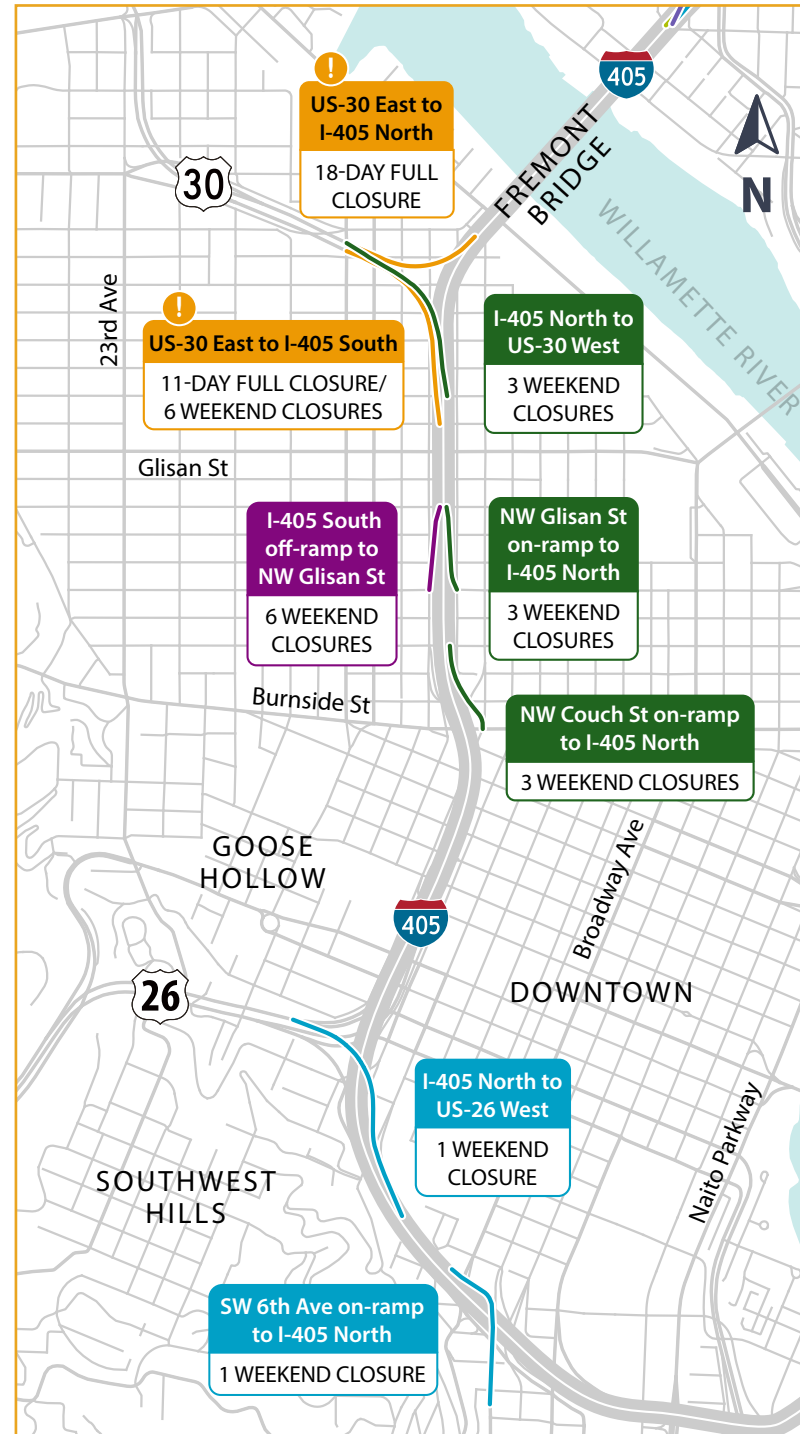 405
!
US-30 East to
I-405 North
18-DAY FULL
CLOSURE
FREMONT
BRIDGE
N
30
WILLAMETTE RIVER
23rd Ave
!
US-30 East to I-405 South
11-DAY FULL CLOSURE/
6 WEEKEND CLOSURES
I-405 North to
US-30 West
3 WEEKEND
CLOSURES
Glisan St
I-405 South
off-ramp to
NW Glisan St
6 WEEKEND
CLOSURES
NW Glisan St
on-ramp to
I-405 North
3 WEEKEND
CLOSURES
Burnside St
NW Couch St on-ramp
to I-405 North
3 WEEKEND CLOSURES
GOOSE
HOLLOW
Broadway Ave
405
26
DOWNTOWN
I-405 North to
US-26 West
1 WEEKEND
CLOSURE
Naito Parkway
SOUTHWEST
HILLS
SW 6th Ave on-ramp
to I-405 North
1 WEEKEND CLOSURE